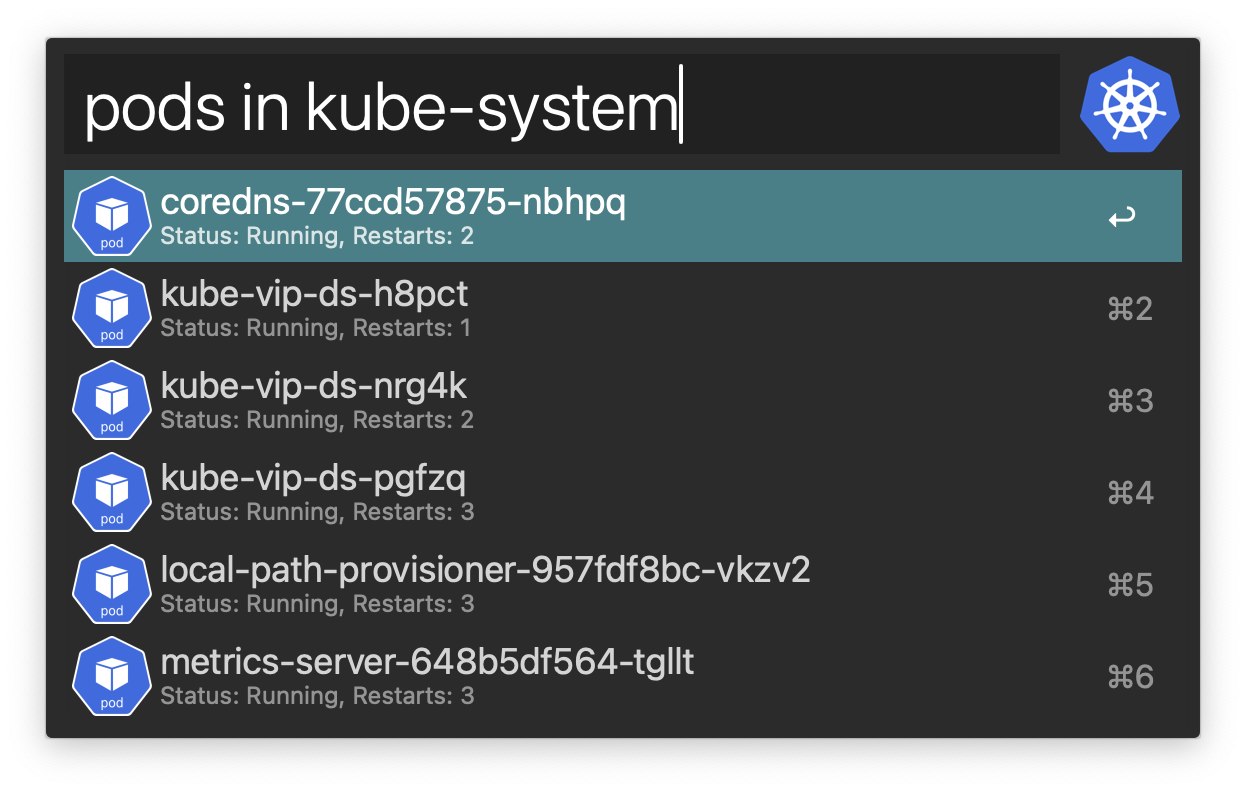 pods in kube-system
coredns-77ccd57875-nbhpq
Status: Running, Restarts: 2
pod
↩
kube-vip-ds-h8pct
Status: Running, Restarts: 1
pod
⌘2
kube-vip-ds-nrg4k
Status: Running, Restarts: 2
pod
⌘3
kube-vip-ds-pgfzq
Status: Running, Restarts: 3
pod
⌘4
local-path-provisioner-957fdf8bc-vkzv2
Status: Running, Restarts: 3
pod
⌘5
metrics-server-648b5df564-tgllt
Status: Running, Restarts: 3
pod
⌘6